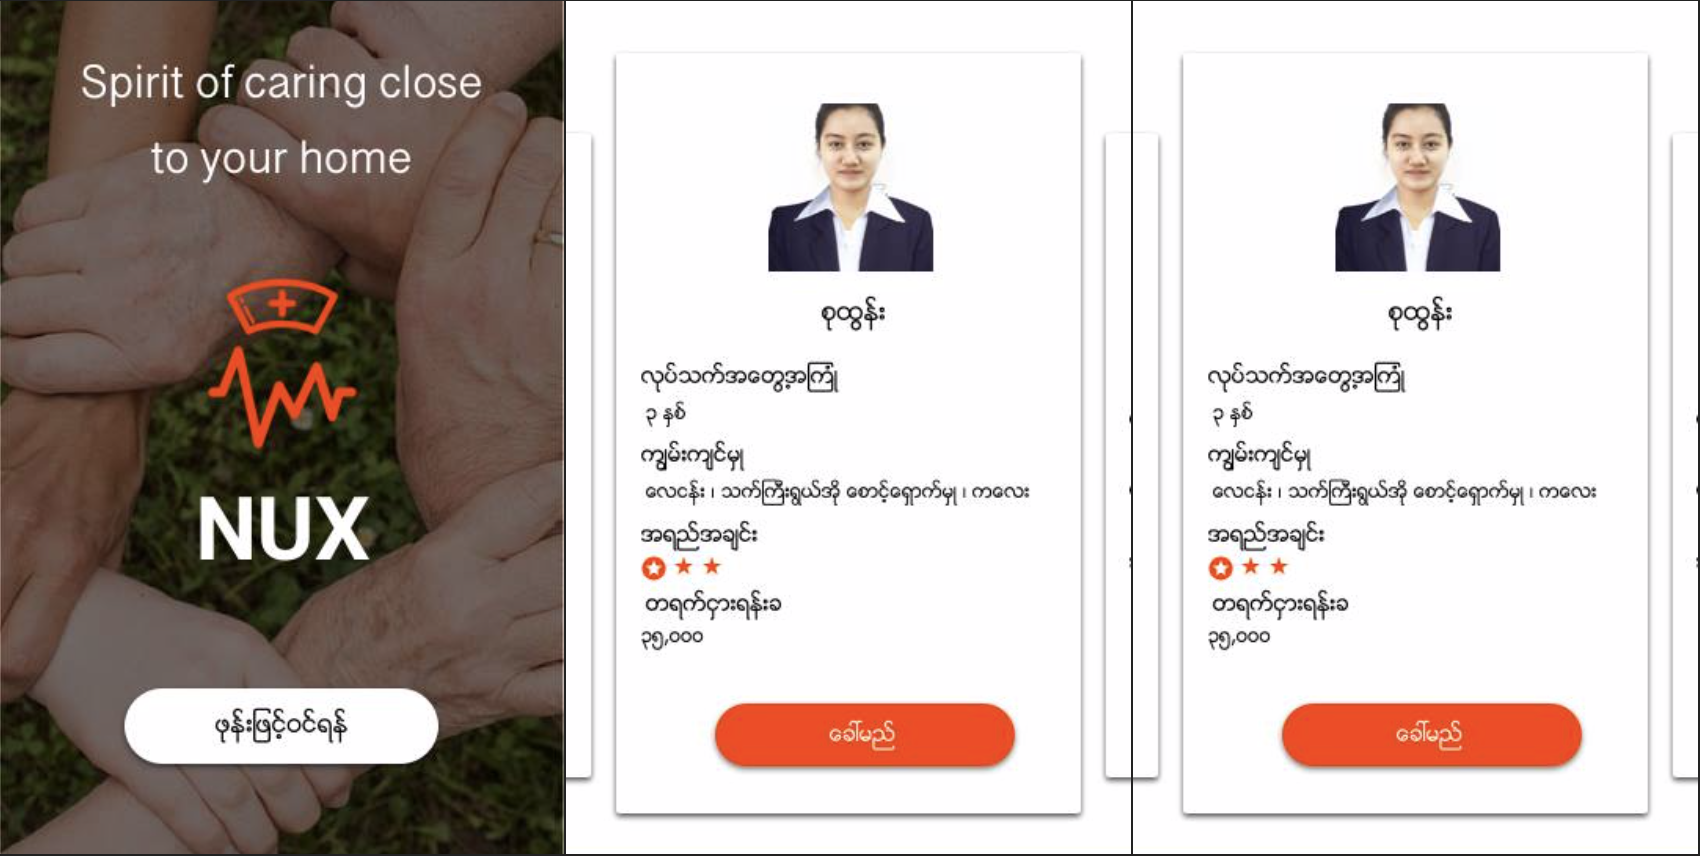 Spirit of caring close
to your home
NUX
ဖုန်းဖြင့်ဝင်ရန်
စုထွန်း
လုပ်သက်အတွေ့အကြုံ
၃ နှစ်
ကျွမ်းကျင်မှု
လေငန်း ၊ သက်ကြီးရွယ်အို စောင့်ရှောက်မှု ၊ ကလေး
အရည်အချင်း
တရက်ငှားရန်းခ
၃၅,၀၀၀
ခေါ်မည်
စုထွန်း
လုပ်သက်အတွေ့အကြုံ
၃ နှစ်
ကျွမ်းကျင်မှု
လေငန်း ၊ သက်ကြီးရွယ်အို စောင့်ရှောက်မှု ၊ ကလေး
အရည်အချင်း
တရက်ငှားရန်းခ
၃၅,၀၀၀
ခေါ်မည်